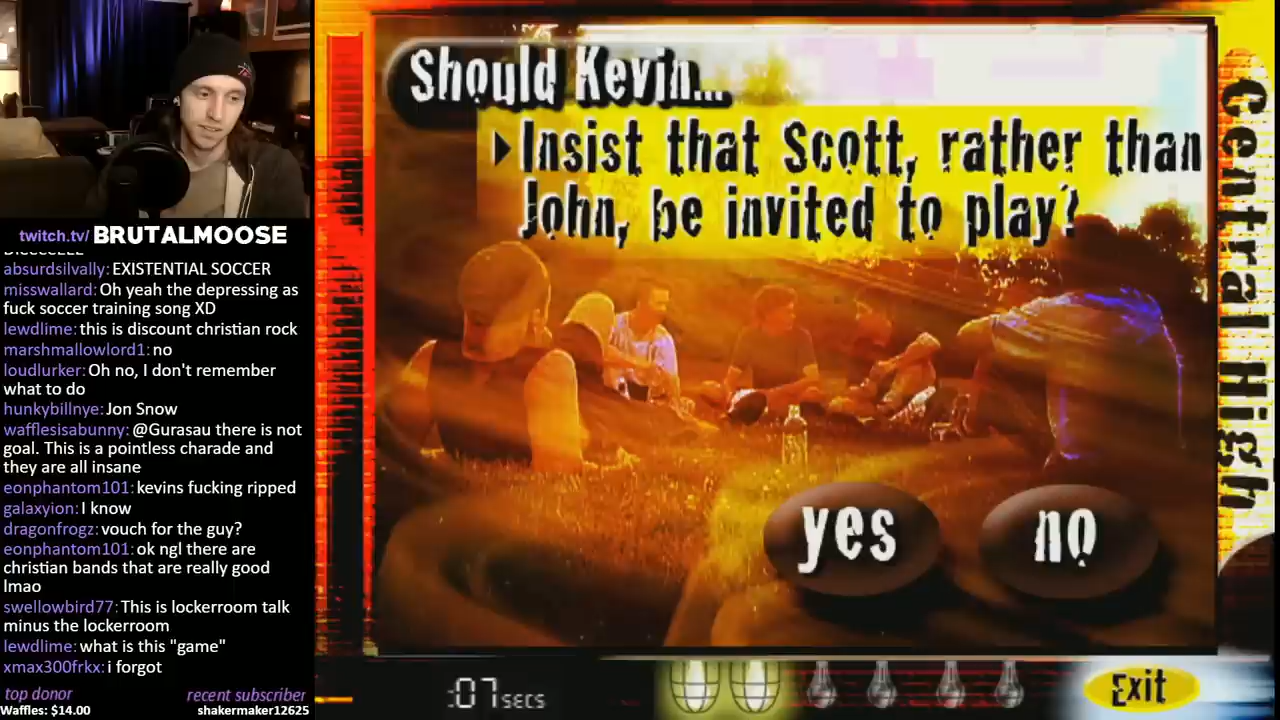 twitch.tv/ BRUTALMOOSE
absurdsilvally: EXISTENTIAL SOCCER
misswallard: Oh yeah the depressing as
fuck soccer training song XD
lewdlime: this is discount christian rock
marshmallowlord1: no
loudlurker: Oh no, I don't remember
what to do
hunkybillnye: Jon Snow
wafflesisabunny: @Gurasau there is not
goal. This is a pointless charade and
they are all insane
eonphantom101: kevins fucking ripped
galaxyion: I know
dragonfrogz: vouch for the guy?
eonphantom101: ok ngl there are
christian bands that are really good
lmao
swellowbird77: This is lockerroom talk
minus the lockerroom
lewdlime: what is this "game"
xmax300frkx: i forgot
top donor
recent subscriber
Waffles: $14.00
shakermaker12625
Should Kevin...
Insist that Scott, rather than
John, be invited to play?
yes
no
:07 SECS
Exit
Central High